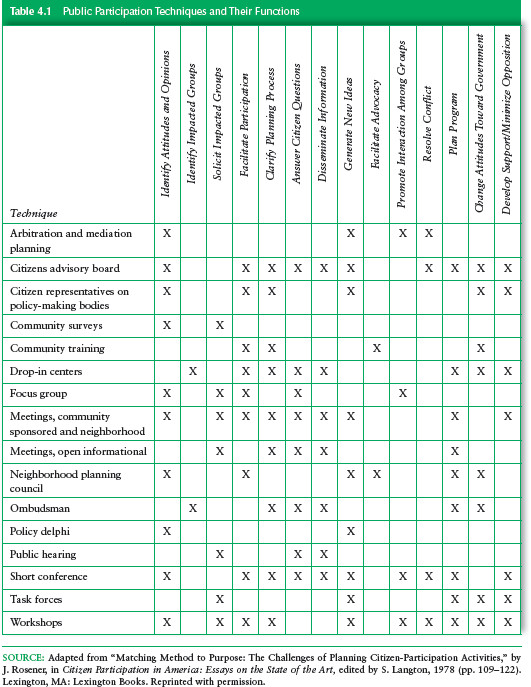 Table 4.1 Public Participation Techniques and Their Functions
Technique
Identify Attitudes and Opinions
Identify Impacted Groups
Solicit Impacted Groups
Facilitate Participation
Clarify Planning Process
Answer Citizen Questions
Disseminate Information
Generate New Ideas
Facilitate Advocacy
Promote Interaction Among Groups
Resolve Conflict
Plan Program
Change Attitudes Toward Government
Develop Support/Minimize Opposition
Arbitration and mediation X X X X
planning
Citizens advisory board X X X X X X X X X X
Citizen representatives on X X X X X X
policy-making bodies
Community surveys X X
Community training X X X X
Drop-in centers X X X X X X X X
Focus group X X X X X
Meetings, community X X X X X X X X X
sponsored and neighborhood
Meetings, open informational X X X X X
Neighborhood planning X X X X X X
council
Ombudsman X X X X X X
Policy delphi X X
Public hearing X X X
Short conference X X X X X X X X X X
Task forces X X X X X
Workshops X X X X X X X X X X X
SOURCE: Adapted from “Matching Method to Purpose: The Challenges of Planning Citizen-Participation Activities,” by
J. Rosener, in Citizen Participation in America: Essays on the State of the Art, edited by S. Langton, 1978 (pp. 109–122).
Lexington, MA: Lexington Books. Reprinted with permission.